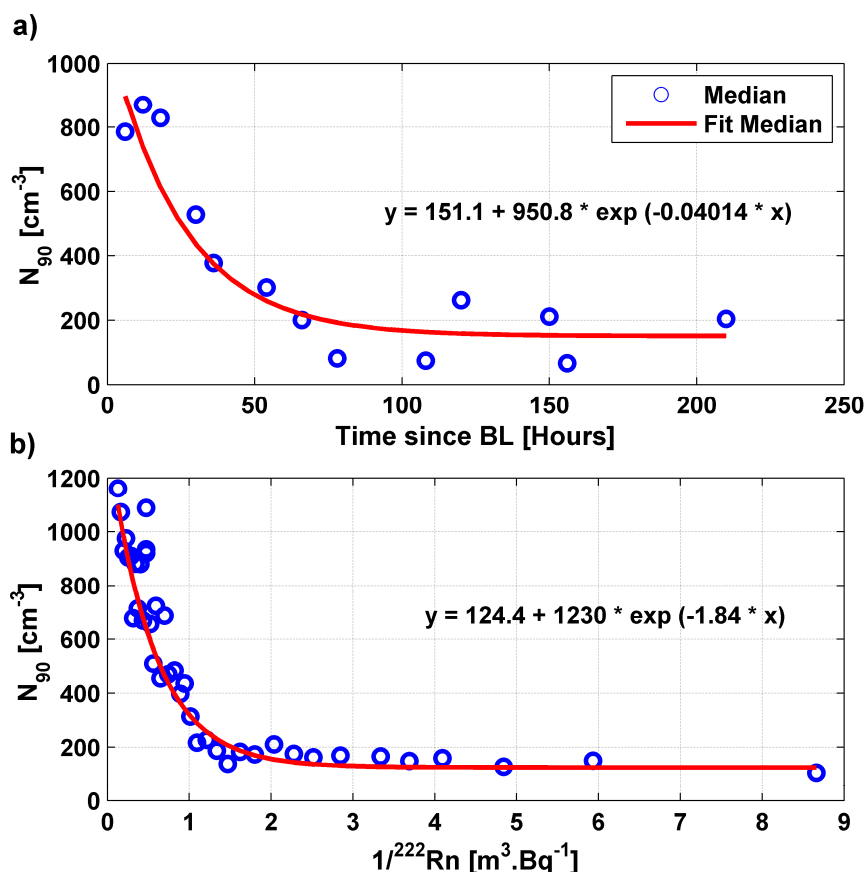 a)
1000
800
600
400
200
0
N90 [cm-3]
Median
Fit Median
y = 151.1 + 950.8 * exp (-0.04014 * x)
0 50 100 150 200 250
Time since BL [Hours]
b)
1200
1000
800
600
400
200
0
N90 [cm-3]
y = 124.4 + 1230 * exp (-1.84 * x)
0 1 2 3 4 5 6 7 8 9
1/222Rn [m3.Bq-1]